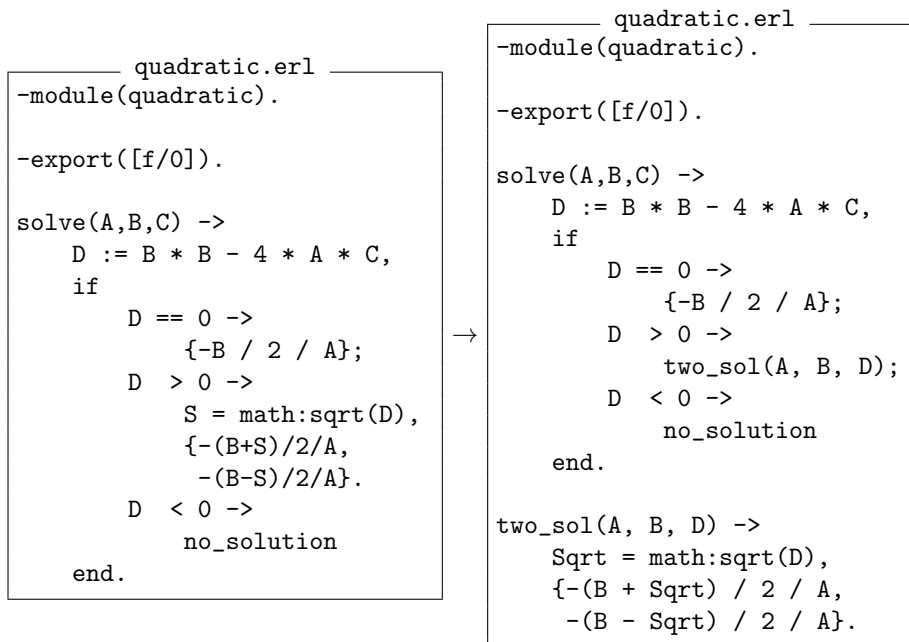 quadratic.erl
-module(quadratic).
-export([f/0]).
solve(A,B,C) ->
    D := B * B - 4 * A * C,
    if
        D == 0 ->
            {-B / 2 / A};
        D  > 0 ->
            S = math:sqrt(D),
            {-(B+S)/2/A,
             -(B-S)/2/A}.
        D  < 0 ->
            no_solution
    end.
→
quadratic.erl
-module(quadratic).
-export([f/0]).
solve(A,B,C) ->
    D := B * B - 4 * A * C,
    if
        D == 0 ->
            {-B / 2 / A};
        D  > 0 ->
            two_sol(A, B, D);
        D  < 0 ->
            no_solution
    end.
two_sol(A, B, D) ->
    Sqrt = math:sqrt(D),
    {-(B + Sqrt) / 2 / A,
     -(B - Sqrt) / 2 / A}.